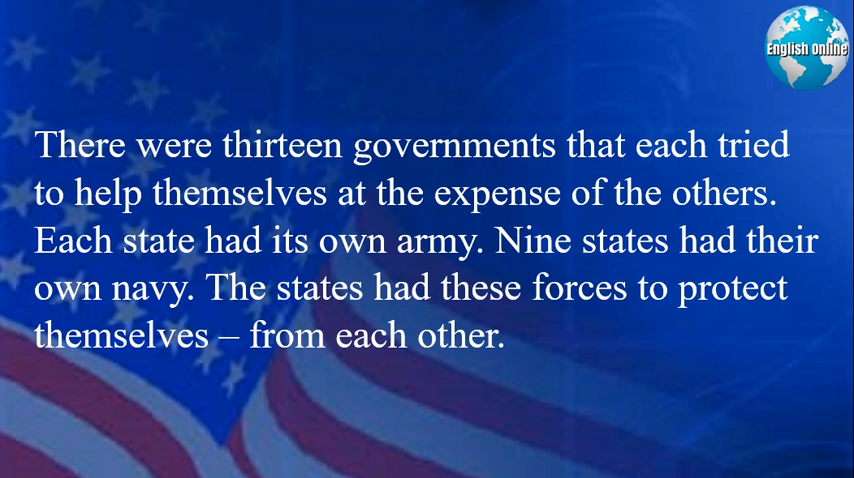 English Online
There were thirteen governments that each tried
to help themselves at the expense of the others.
Each state had its own army. Nine states had their
own navy. The states had these forces to protect
themselves – from each other.